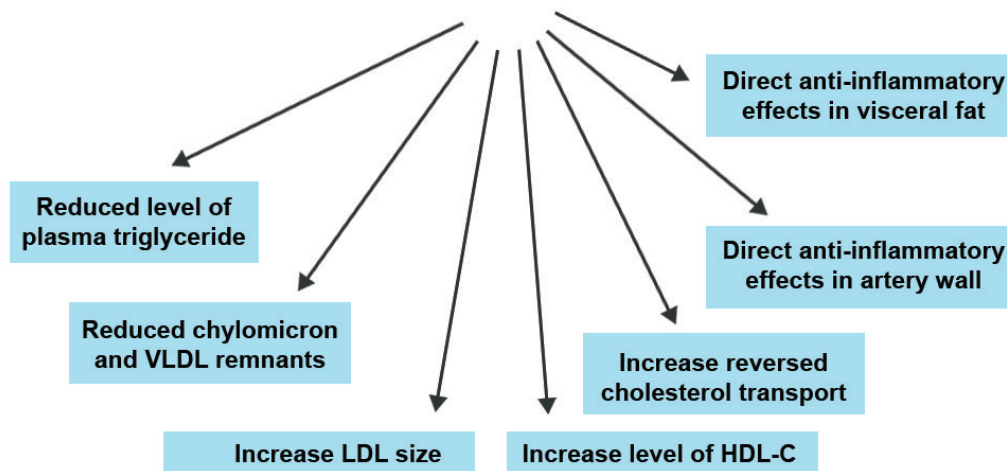 Direct anti-inflammatory
effects in visceral fat
Reduced level of
plasma triglyceride
Direct anti-inflammatory
effects in artery wall
Reduced chylomicron
and VLDL remnants
Increase reversed
cholesterol transport
Increase LDL size
Increase level of HDL-C